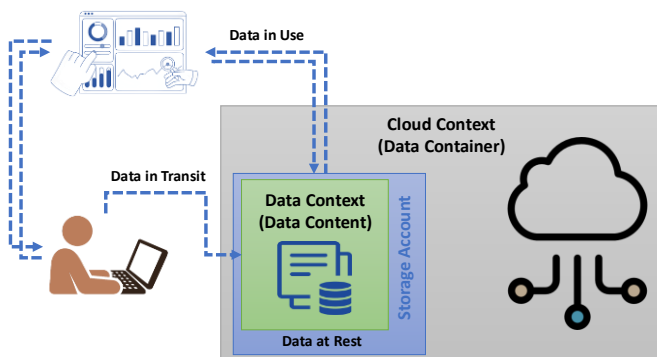 Data in Use
Cloud Context
(Data Container)
Data in Transit
Data Context
(Data Content)
Storage Account
Data at Rest